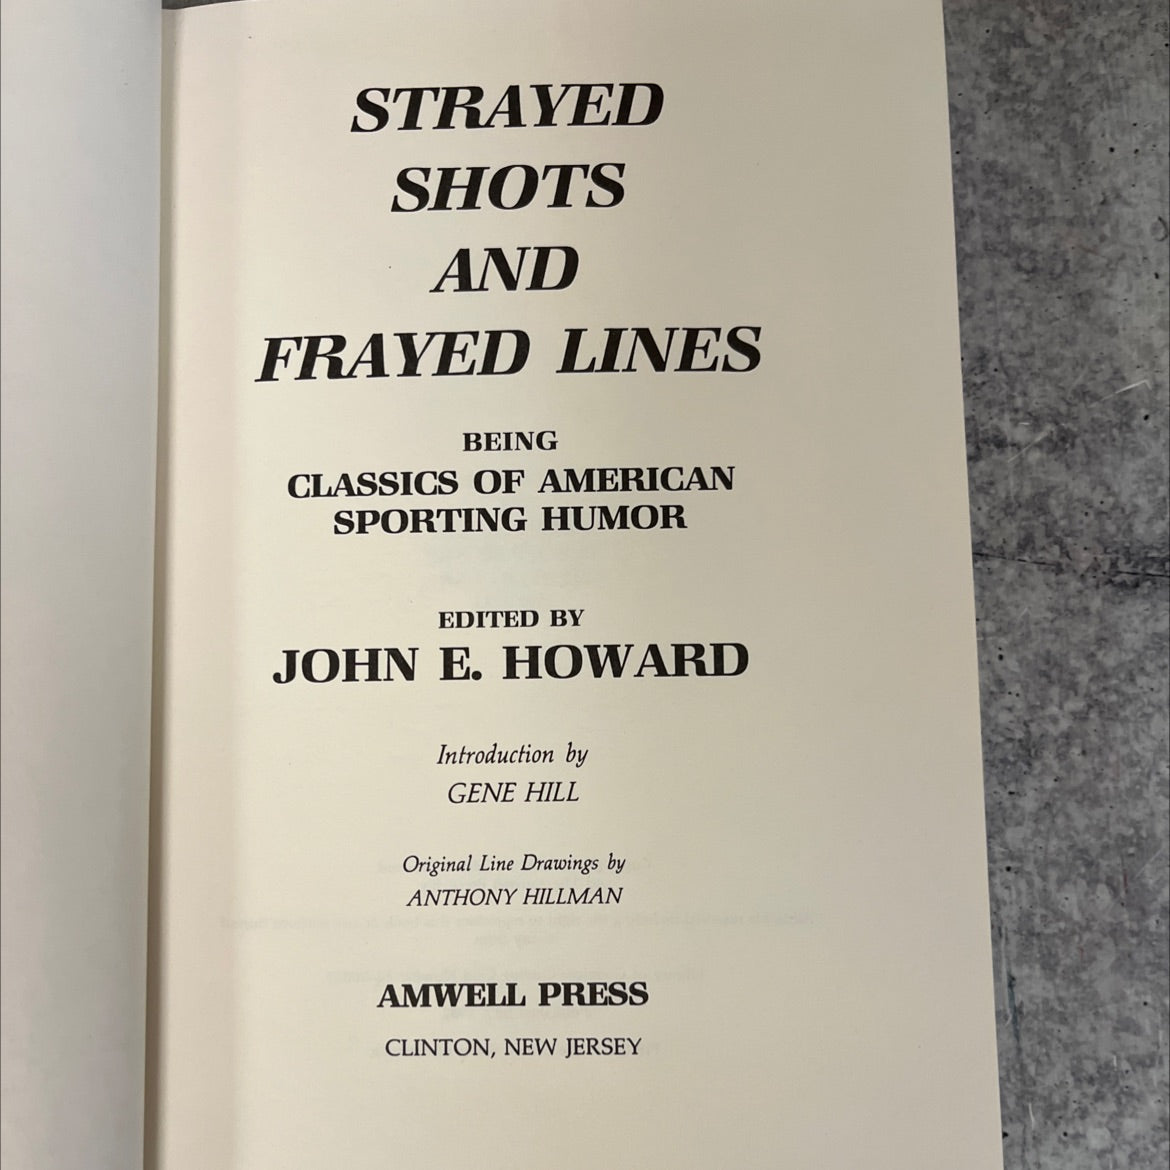 STRAYED
SHOTS
AND
FRAYED LINES
BEING
CLASSICS OF AMERICAN
SPORTING HUMOR
EDITED BY
JOHN E. HOWARD
Introduction by
GENE HILL
Original Line Drawings by
ANTHONY HILLMAN
AMWELL PRESS
CLINTON, NEW JERSEY